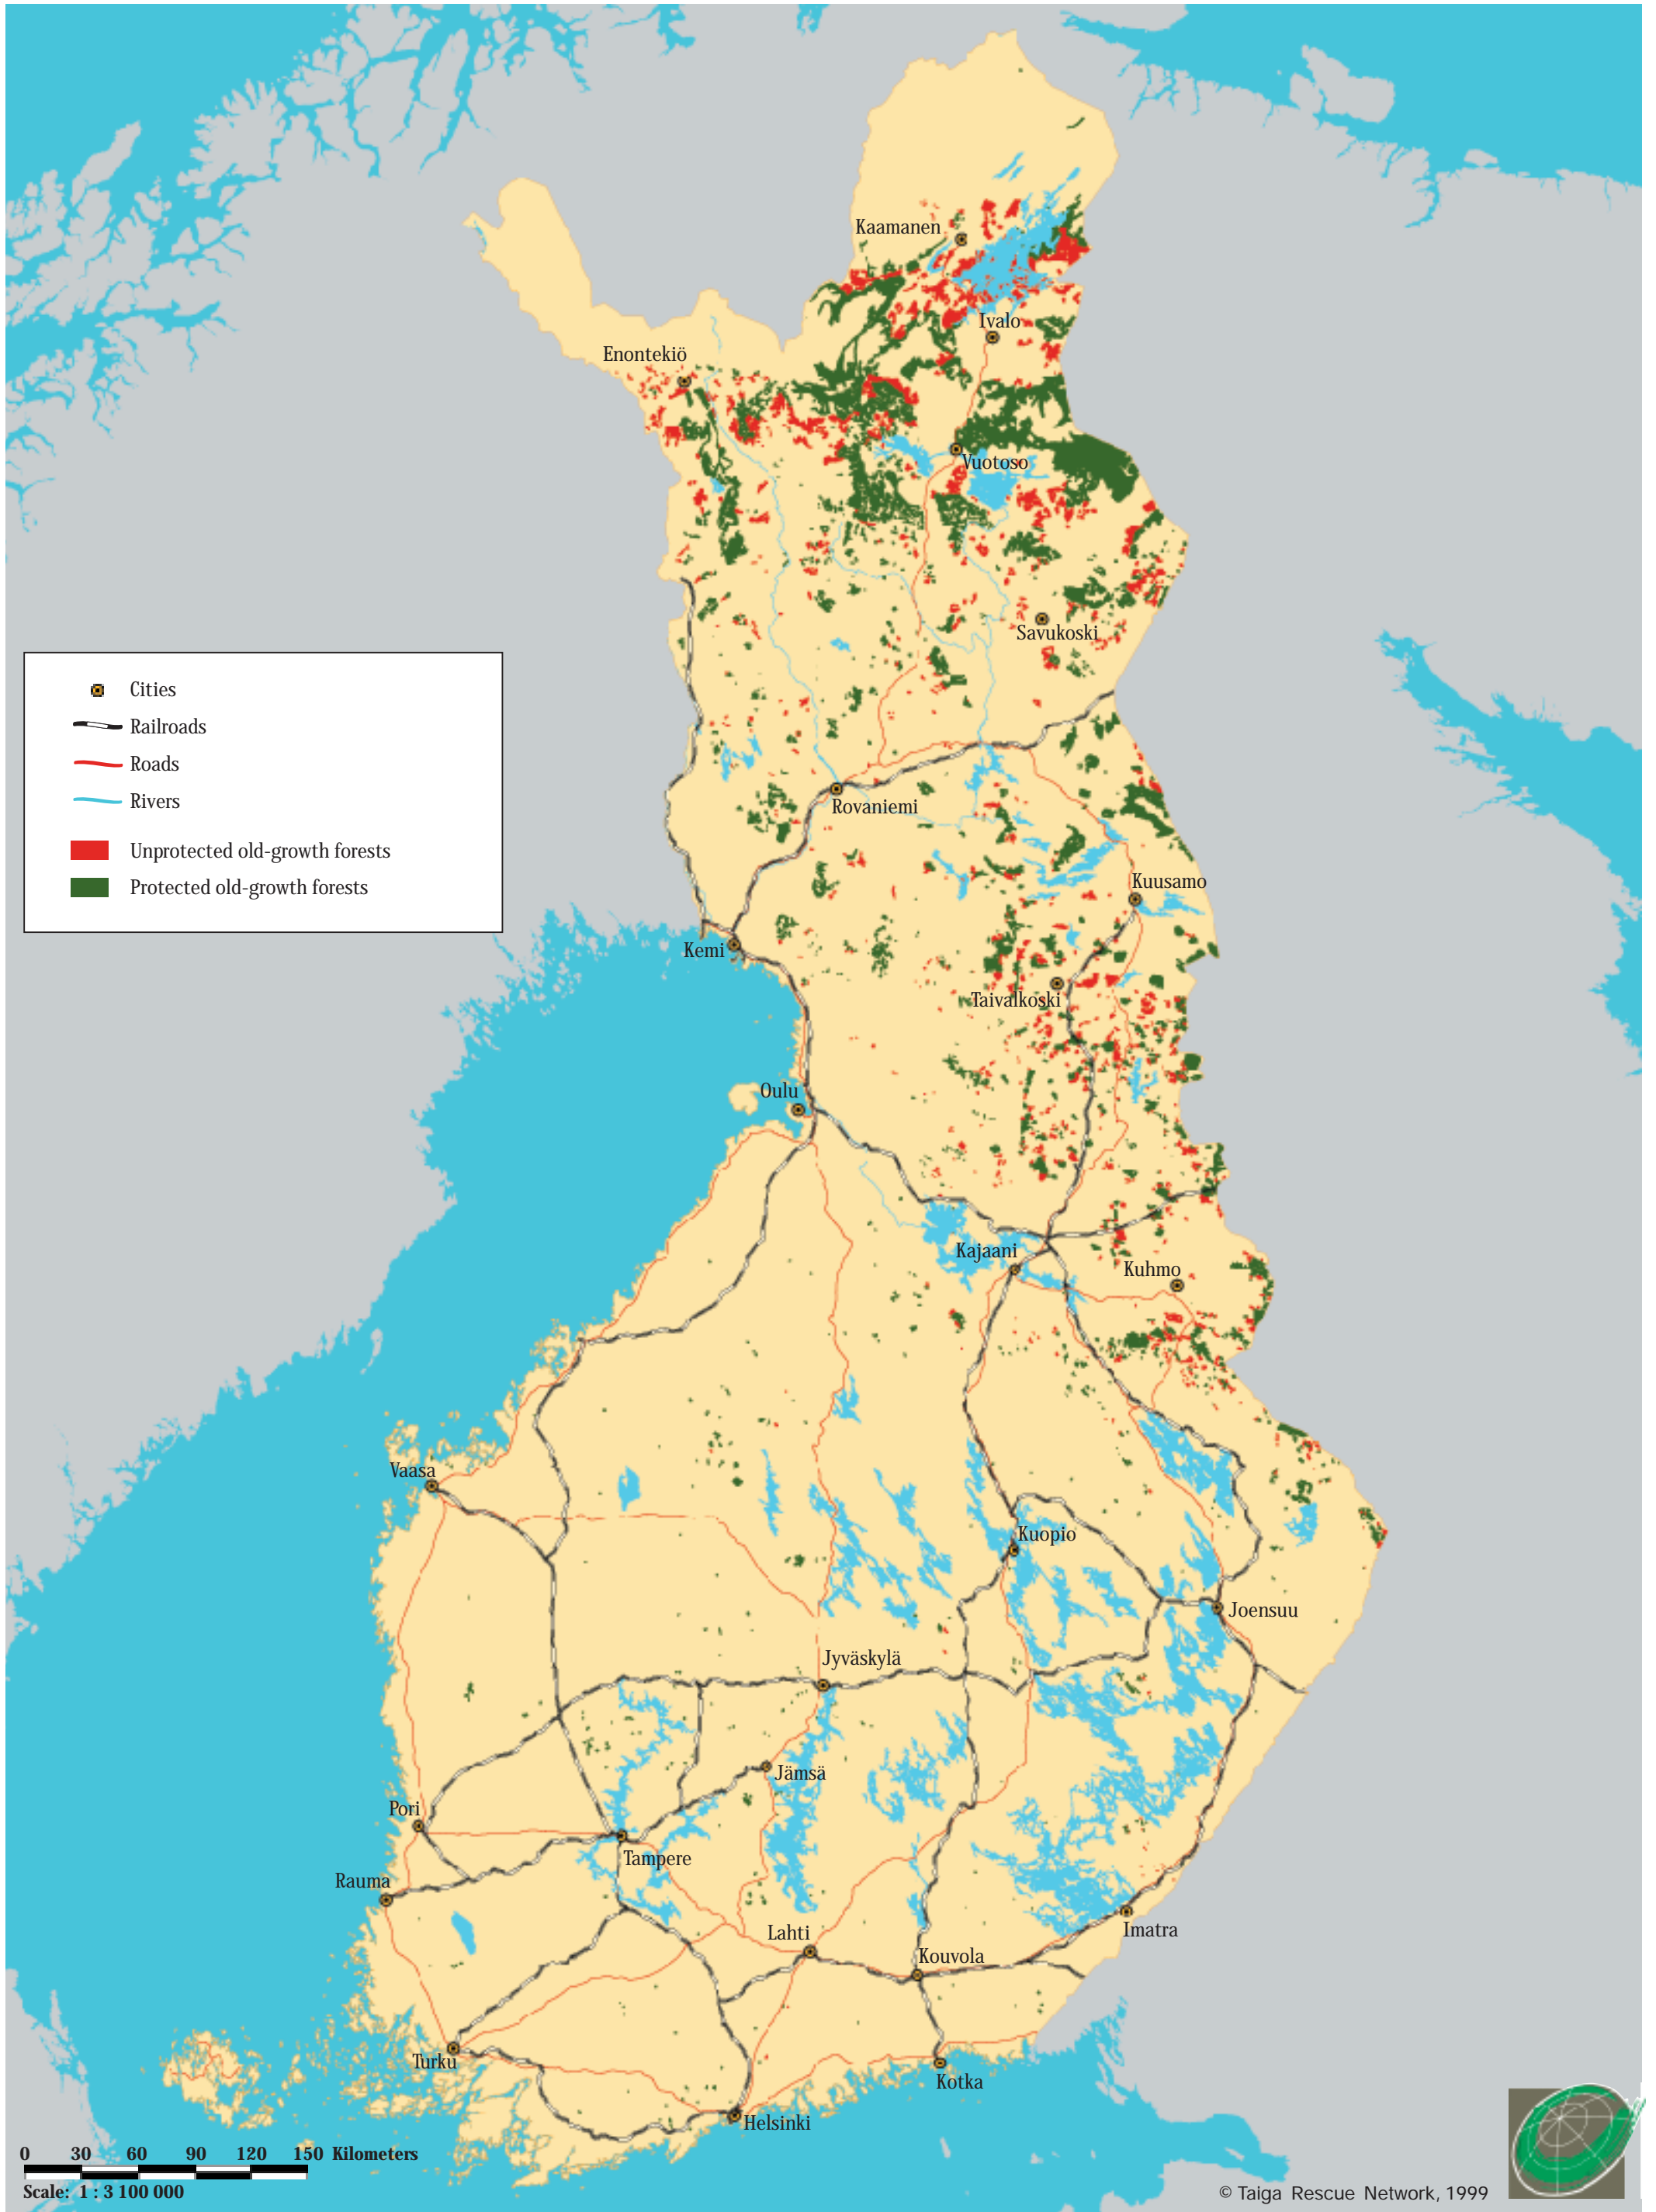 Kaamanen
Ivalo
Enontekiö
Vuotoso
Savukoski
Cities
Railroads
Roads
Rivers
Unprotected old-growth forests
Protected old-growth forests
Rovaniemi
Kuusamo
Kemi
Taivalkoski
Oulu
Kajaani
Kuhmo
Vaasa
Kuopio
Joensuu
Jyväskylä
Jämsä
Pori
Tampere
Rauma
Imatra
Lahti
Kouvola
Turku
Kotka
Helsinki
0 30 60 90 120 150 Kilometers
Scale: 1 : 3 100 000
© Taiga Rescue Network, 1999